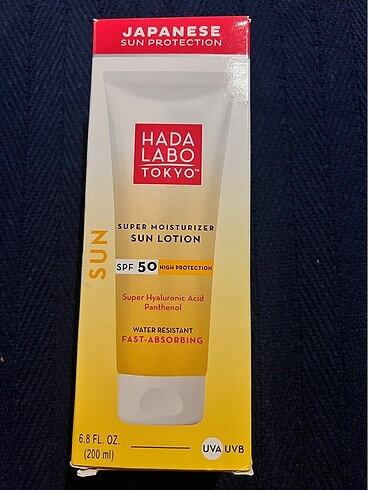 JAPANESE
SUN PROTECTION
HADA
LABO
TOKYO™
SUPER MOISTURIZER
SUN LOTION
SUN
SPF 50 HIGH PROTECTION
Super Hyaluronic Acid
Panthenol
WATER RESISTANT
FAST-ABSORBING
6.8 FL. OZ.
(200 ml)
UVA UVB